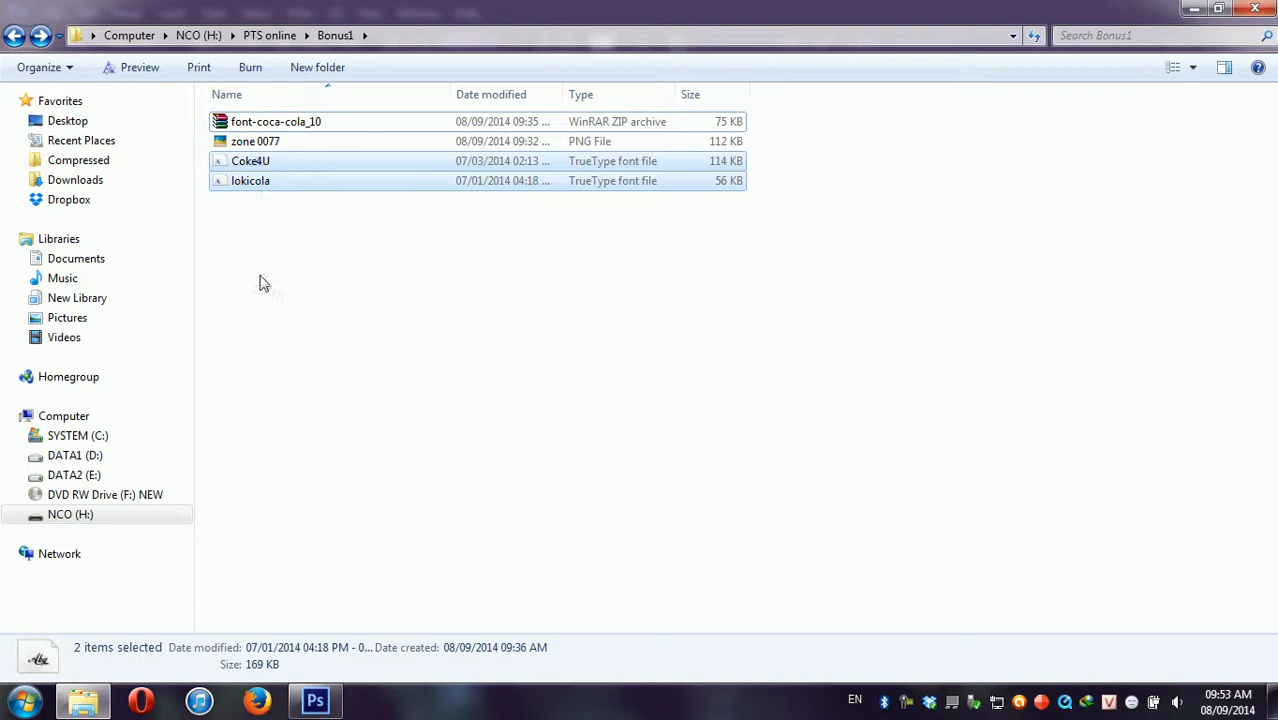 Computer NCO (H:) PTS online Bonus1 Search Bonus1
Organize Preview Print Burn New folder
Name Date modified Type Size
font-coca-cola_10 08/09/2014 09:35 ... WinRAR ZIP archive 75 KB
zone 0077 08/09/2014 09:32 ... PNG File 112 KB
Coke4U 07/03/2014 02:13 ... TrueType font file 114 KB
lokicola 07/01/2014 04:18 ... TrueType font file 56 KB
Favorites
Desktop
Recent Places
Compressed
Downloads
Dropbox
Libraries
Documents
Music
New Library
Pictures
Videos
Homegroup
Computer
SYSTEM (C:)
DATA1 (D:)
DATA2 (E:)
DVD RW Drive (F:) NEW
NCO (H:)
Network
Abg
2 items selected Date modified: 07/01/2014 04:18 PM - 0... Date created: 08/09/2014 09:36 AM
Size: 169 KB
Ps EN V 09:53 AM
08/09/2014